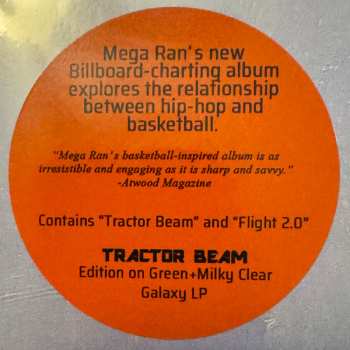 Mega Ran's new
Billboard-charting album
explores the relationship
between hip-hop and
basketball.
"Mega Ran's basketball-inspired album is as
irresistible and engaging as it is sharp and savvy."
-Atwood Magazine
Contains "Tractor Beam" and "Flight 2.0"
TRACTOR BEAM
Edition on Green+Milky Clear
Galaxy LP